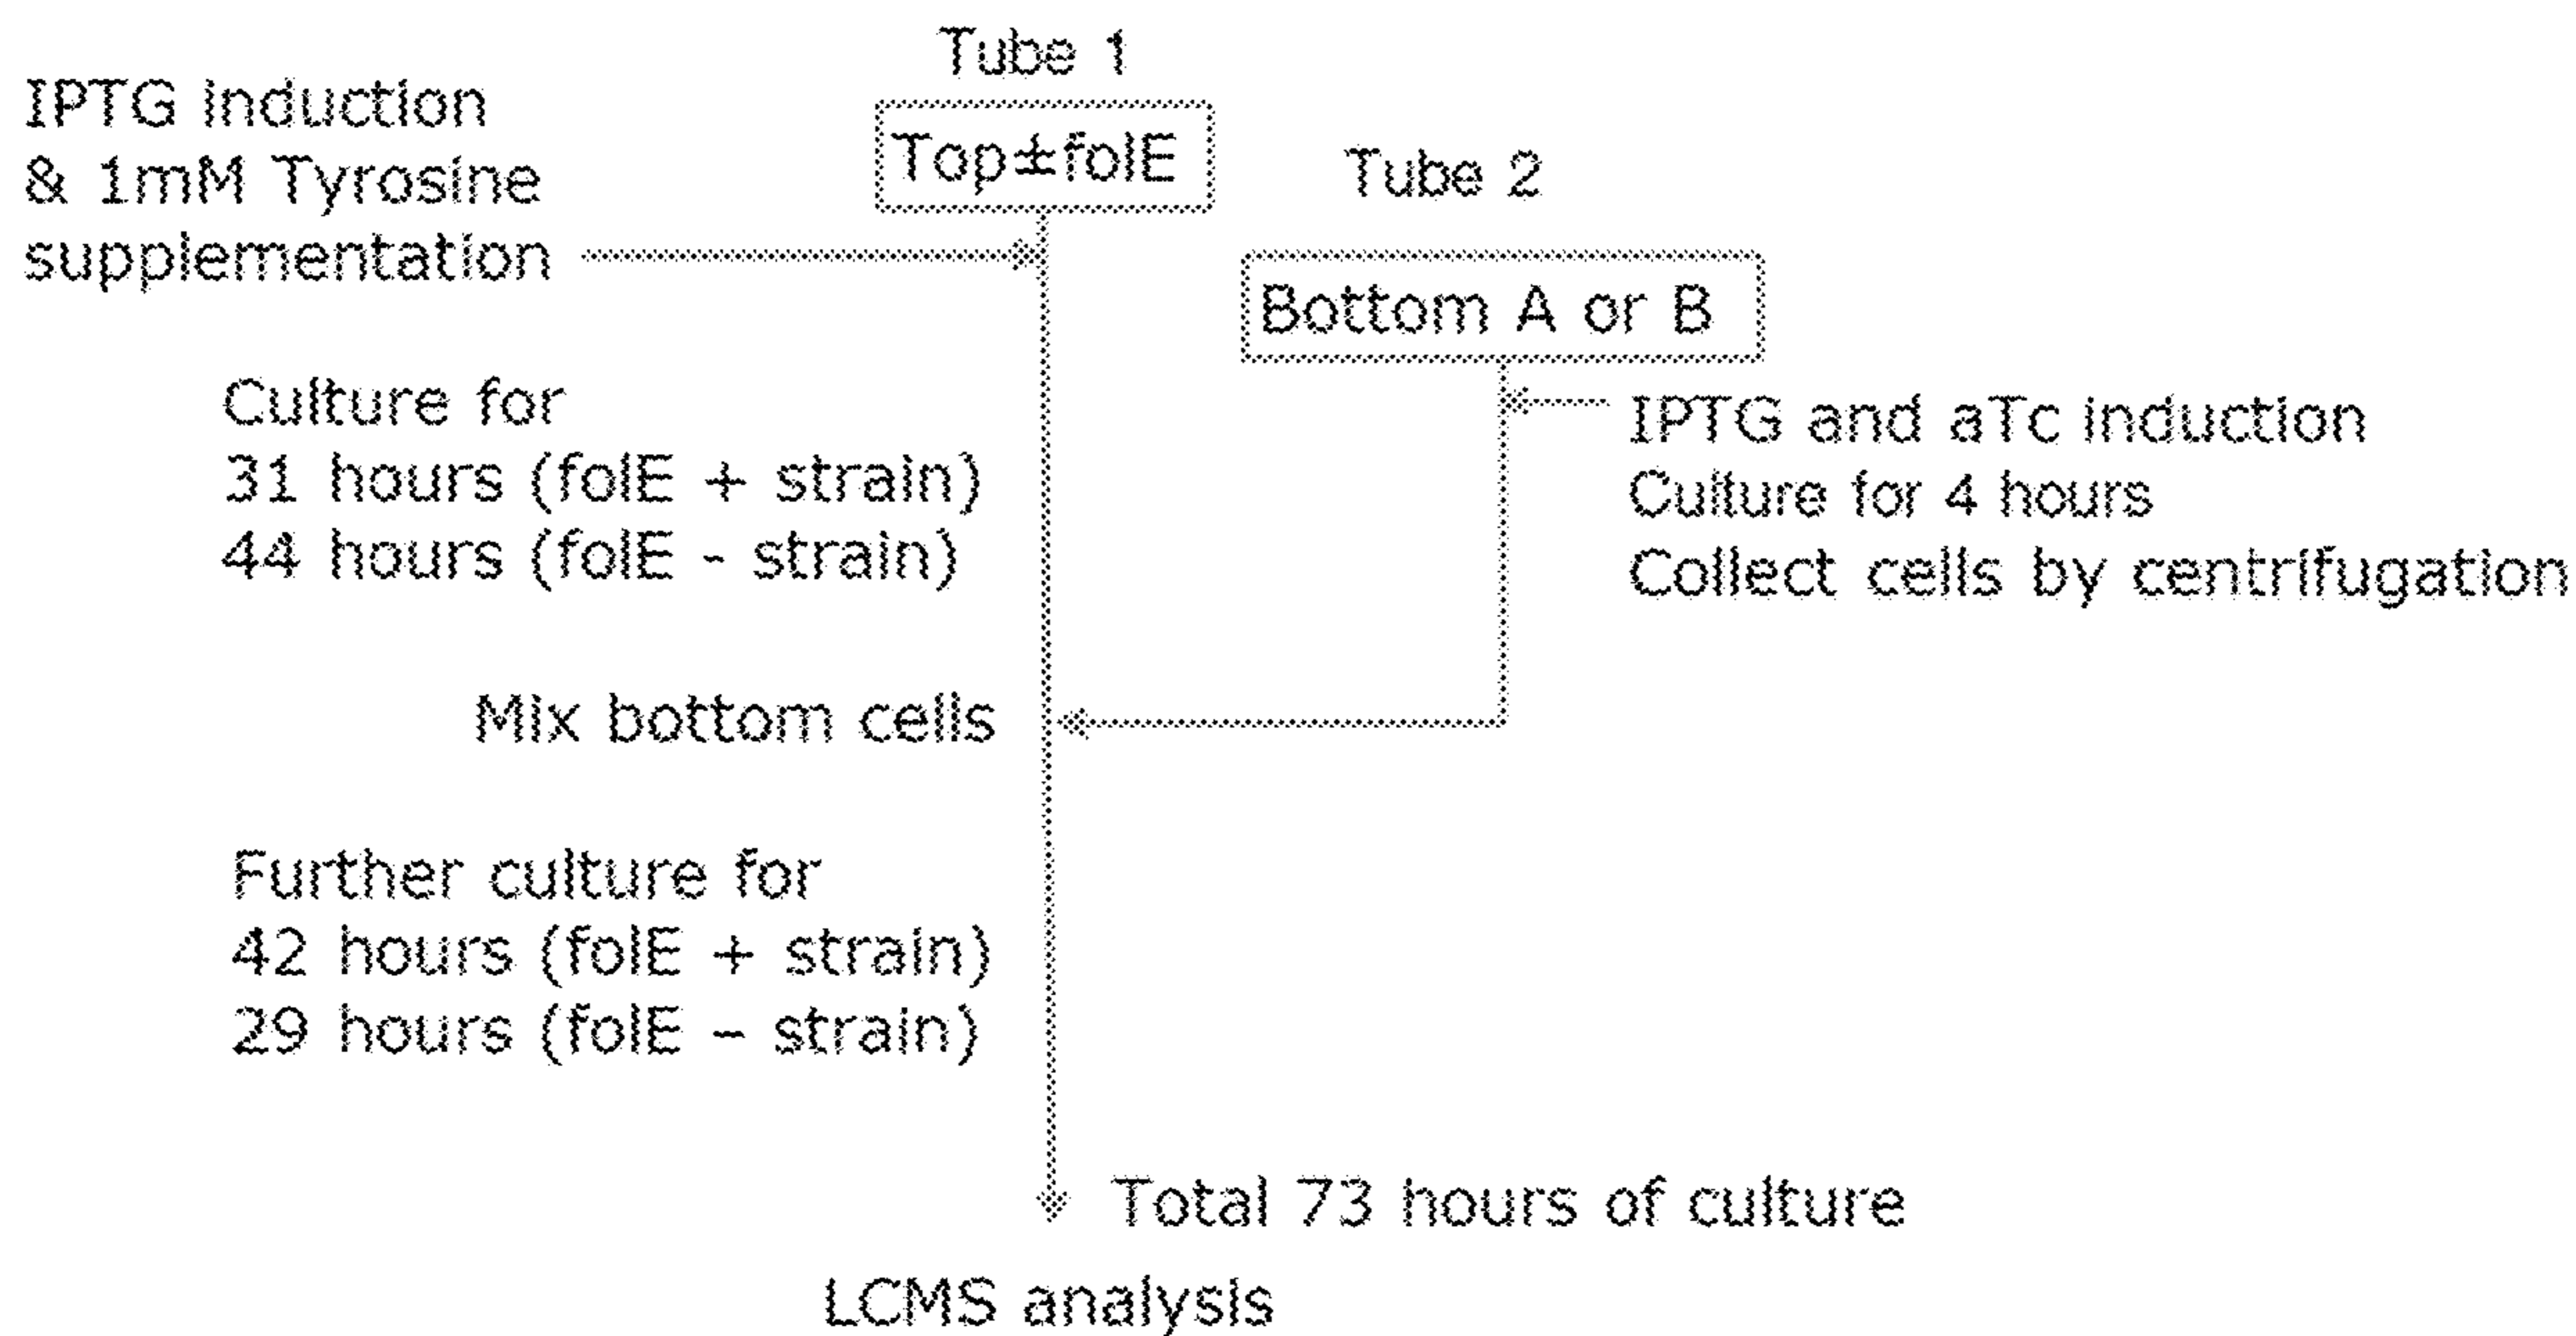 Tube 1
IPTG induction
& 1mM Tyrosine
supplementation
Top±folE
Tube 2
Bottom A or B
IPTG and aTc induction
Culture for 4 hours
Collect cells by centrifugation
Culture for
31 hours (folE + strain)
44 hours (folE - strain)
Mix bottom cells
Further culture for
42 hours (folE + strain)
29 hours (folE – strain)
Total 73 hours of culture
LCMS analysis